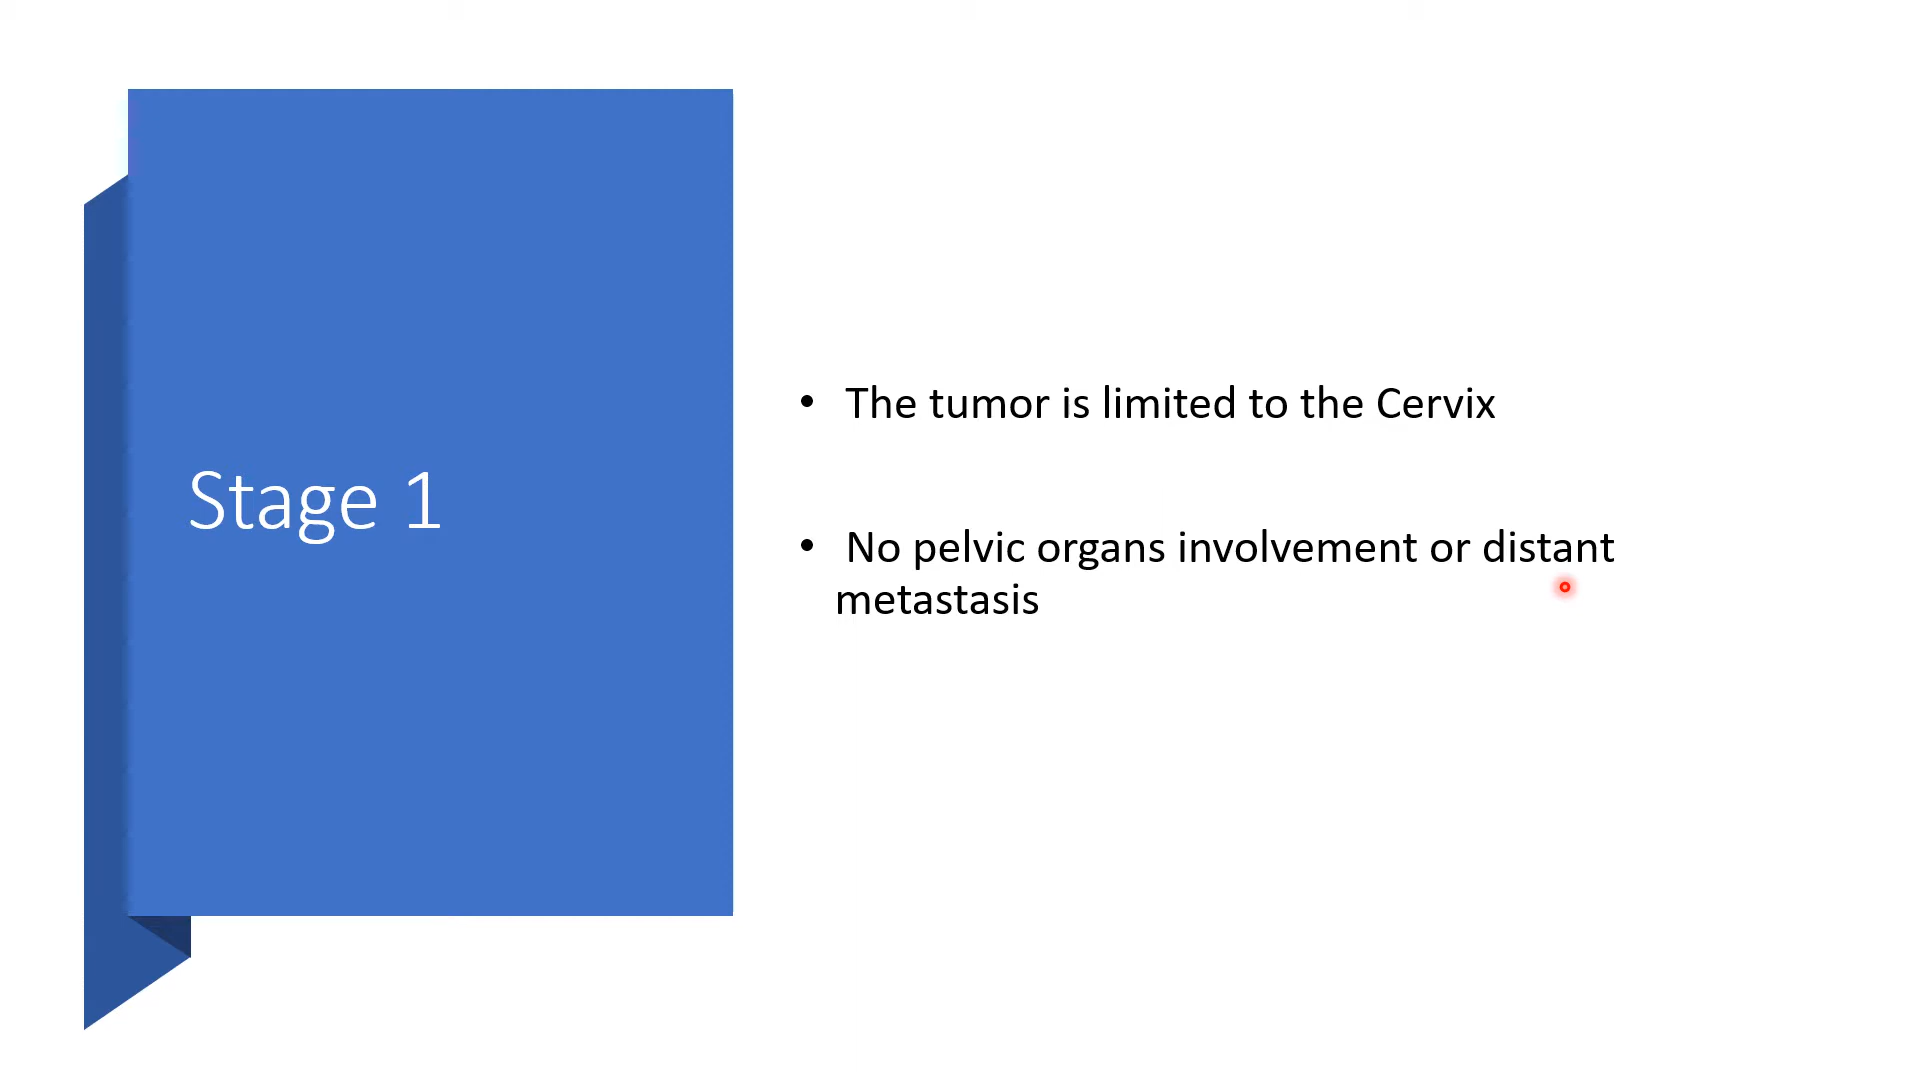 Stage 1
• The tumor is limited to the Cervix
• No pelvic organs involvement or distant
metastasis